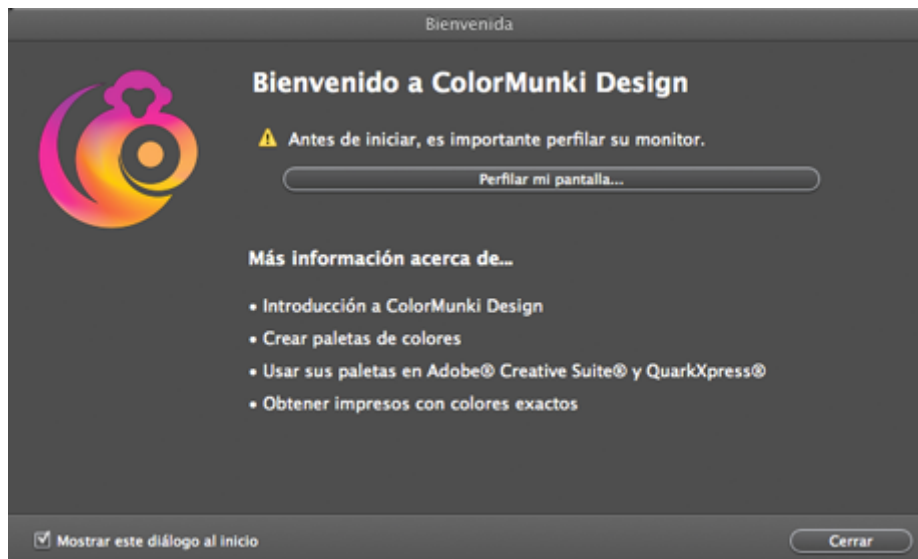 Bienvenida
Bienvenido a ColorMunki Design
Antes de iniciar, es importante perfilar su monitor.
Perfilar mi pantalla...
Más información acerca de...
• Introducción a ColorMunki Design
• Crear paletas de colores
• Usar sus paletas en Adobe® Creative Suite® y QuarkXpress®
• Obtener impresos con colores exactos
Mostrar este diálogo al inicio
Cerrar